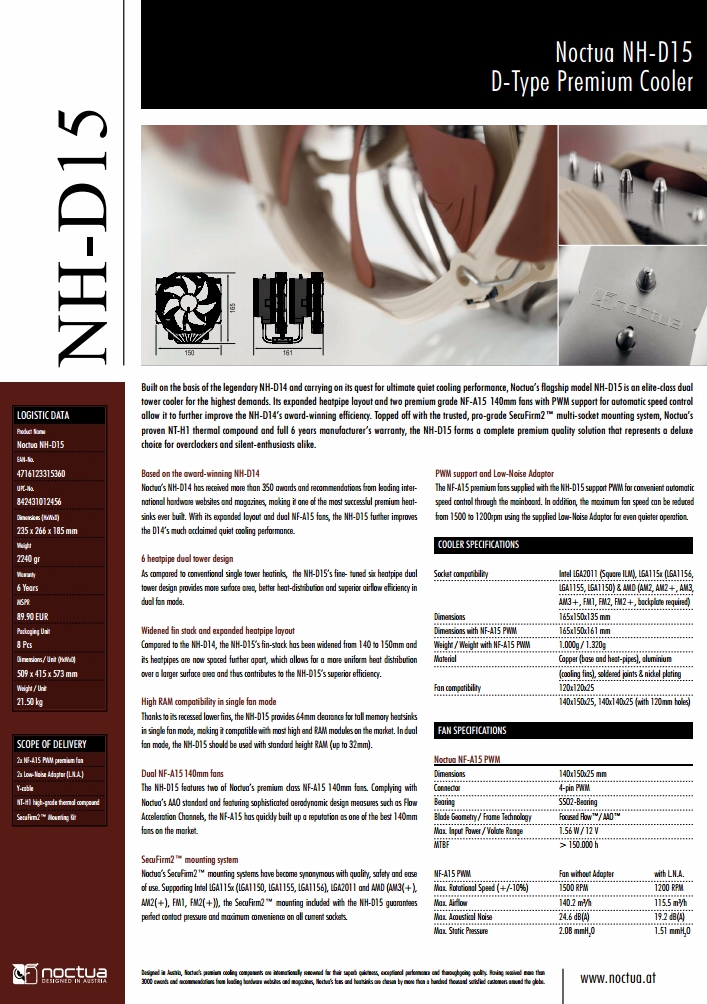 Noctua NH-D15
D-Type Premium Cooler
NH-D15
noctua
165
150
161
Built on the basis of the legendary NH-D14 and carrying on its quest for ultimate quiet cooling performance, Noctua's flagship model NH-D15 is an elite-class dual
tower cooler for the highest demands. Its expanded heatpipe layout and two premium grade NF-A15 140mm fans with PWM support for automatic speed control
allow it to further improve the NH-D14's award-winning efficiency. Topped off with the trusted, pro-grade SecuFirm2™ multi-socket mounting system, Noctua's
proven NT-H1 thermal compound and full 6 years manufacturer's warranty, the NH-D15 forms a complete premium quality solution that represents a deluxe
choice for overclockers and silent-enthusiasts alike.
LOGISTIC DATA
Product Name
Noctua NH-D15
EAN-No.
4716123315360
UPC-No.
842431012456
Dimensions (HxWxD)
235 x 266 x 185 mm
Weight
2240 gr
Warranty
6 Years
MSPR
89.90 EUR
Packaging Unit
8 Pcs
Dimensions / Unit (HxWxD)
509 x 415 x 573 mm
Weight / Unit
21.50 kg
SCOPE OF DELIVERY
2x NF-A15 PWM premium fan
2x Low-Noise Adaptor (L.N.A.)
Y-cable
NT-H1 high-grade thermal compound
SecuFirm2™ Mounting Kit
Based on the award-winning NH-D14
Noctua's NH-D14 has received more than 350 awards and recommendations from leading inter-
national hardware websites and magazines, making it one of the most successful premium heat-
sinks ever built. With its expanded layout and dual NF-A15 fans, the NH-D15 further improves
the D14's much acclaimed quiet cooling performance.
6 heatpipe dual tower design
As compared to conventional single tower heatinks, the NH-D15's fine- tuned six heatpipe dual
tower design provides more surface area, better heat-distribution and superior airflow efficiency in
dual fan mode.
Widened fin stack and expanded heatpipe layout
Compared to the NH-D14, the NH-D15's fin-stack has been widened from 140 to 150mm and
its heatpipes are now spaced further apart, which allows for a more uniform heat distribution
over a larger surface area and thus contributes to the NH-D15's superior efficiency.
High RAM compatibility in single fan mode
Thanks to its recessed lower fins, the NH-D15 provides 64mm clearance for tall memory heatsinks
in single fan mode, making it compatible with most high end RAM modules on the market. In dual
fan mode, the NH-D15 should be used with standard height RAM (up to 32mm).
Dual NF-A15 140mm fans
The NH-D15 features two of Noctua's premium class NF-A15 140mm fans. Complying with
Noctua's AAO standard and featuring sophisticated aerodynamic design measures such as Flow
Acceleration Channels, the NF-A15 has quickly built up a reputation as one of the best 140mm
fans on the market.
SecuFirm2™ mounting system
Noctua's SecuFirm2™ mounting systems have become synonymous with quality, safety and ease
of use. Supporting Intel LGA115x (LGA1150, LGA1155, LGA1156), LGA2011 and AMD (AM3(+),
AM2(+), FM1, FM2(+)), the SecuFirm2™ mounting included with the NH-D15 guarantees
perfect contact pressure and maximum convenience on all current sockets.
PWM support and Low-Noise Adaptor
The NF-A15 premium fans supplied with the NH-D15 support PWM for convenient automatic
speed control through the mainboard. In addition, the maximum fan speed can be reduced
from 1500 to 1200rpm using the supplied Low-Noise Adaptor for even quieter operation.
COOLER SPECIFICATIONS
Socket compatibility Intel LGA2011 (Square ILM), LGA115x (LGA1156,
LGA1155, LGA1150) & AMD (AM2, AM2+, AM3,
AM3+, FM1, FM2, FM2+, backplate required)
Dimensions 165x150x135 mm
Dimensions with NF-A15 PWM 165x150x161 mm
Weight / Weight with NF-A15 PWM 1.000g / 1.320g
Material Copper (base and heat-pipes), aluminium
(cooling fins), soldered joints & nickel plating
Fan compatibility 120x120x25
140x150x25, 140x140x25 (with 120mm holes)
FAN SPECIFICATIONS
Noctua NF-A15 PWM
Dimensions 140x150x25 mm
Connector 4-pin PWM
Bearing SSO2-Bearing
Blade Geometry / Frame Technology Focused Flow™/ AAO™
Max. Input Power / Volate Range 1.56 W / 12 V
MTBF > 150.000 h
NF-A15 PWM Fan without Adapter with L.N.A.
Max. Rotational Speed (+/-10%) 1500 RPM 1200 RPM
Max. Airflow 140.2 m³/h 115.5 m³/h
Max. Acoustical Noise 24.6 dB(A) 19.2 dB(A)
Max. Static Pressure 2.08 mmH₂O 1.51 mmH₂O
noctua
DESIGNED IN AUSTRIA
Designed in Austria, Noctua's premium cooling components are internationally renowned for their superb quietness, exceptional performance and thoroughgoing quality. Having received more than
3000 awards and recommendations from leading hardware websites and magazines, Noctua's fans and heatsinks are chosen by more than a hundred thousand satisfied customers around the globe.
www.noctua.at